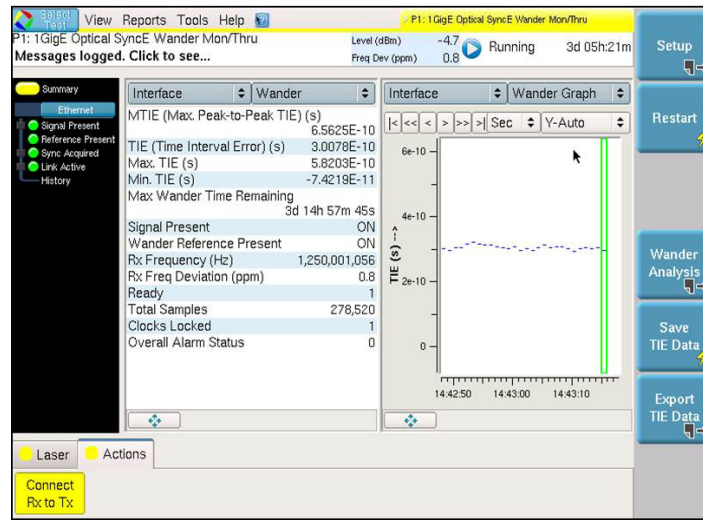 Select Test View Reports Tools Help
P1: 1GigE Optical SyncE Wander Mon/Thru
P1: 1GigE Optical SyncE Wander Mon/Thru
Messages logged. Click to see...
Level (dBm) -4.7
Freq Dev (ppm) 0.8
Running 3d 05h:21m
Summary
Ethernet
Signal Present
Reference Present
Sync Acquired
Link Active
History
Interface Wander
MTIE (Max. Peak-to-Peak TIE) (s)
6.5625E-10
TIE (Time Interval Error) (s) 3.0078E-10
Max. TIE (s) 5.8203E-10
Min. TIE (s) -7.4219E-11
Max Wander Time Remaining
3d 14h 57m 45s
Signal Present ON
Wander Reference Present ON
Rx Frequency (Hz) 1,250,001,056
Rx Freq Deviation (ppm) 0.8
Ready 1
Total Samples 278,520
Clocks Locked 1
Overall Alarm Status 0
Interface Wander Graph
|< << < > >> >| Sec Y-Auto
6e-10
4e-10
2e-10
0
TIE (s) -->
14:42:50 14:43:00 14:43:10
Setup
Restart
Wander
Analysis
Save
TIE Data
Export
TIE Data
Laser Actions
Connect
Rx to Tx